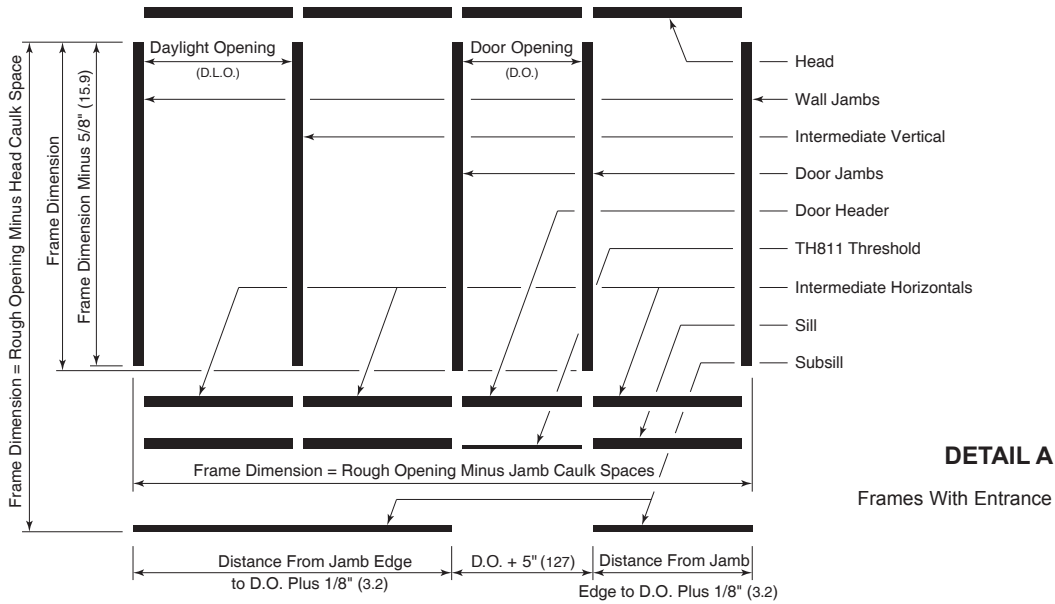 Daylight Opening
(D.L.O.)
Door Opening
(D.O.)
Head
Wall Jambs
Intermediate Vertical
Door Jambs
Door Header
TH811 Threshold
Intermediate Horizontals
Sill
Subsill
Frame Dimension = Rough Opening Minus Head Caulk Space
Frame Dimension
Frame Dimension Minus 5/8" (15.9)
Frame Dimension = Rough Opening Minus Jamb Caulk Spaces
DETAIL A
Frames With Entrance
Distance From Jamb Edge
to D.O. Plus 1/8" (3.2)
D.O. + 5" (127)
Distance From Jamb
Edge to D.O. Plus 1/8" (3.2)